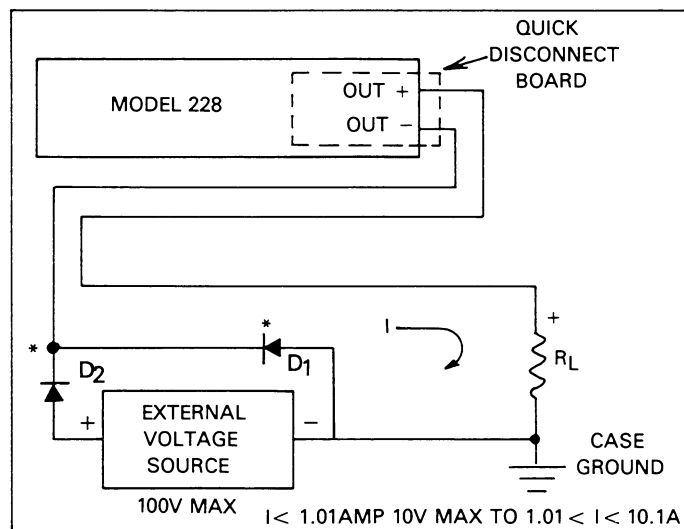 QUICK
DISCONNECT
BOARD
MODEL 228
OUT +
OUT −
*
D2
*
D1
I
+
RL
+
EXTERNAL
VOLTAGE
SOURCE
−
100V MAX
CASE
GROUND
I< 1.01AMP 10V MAX TO 1.01< I< 10.1A